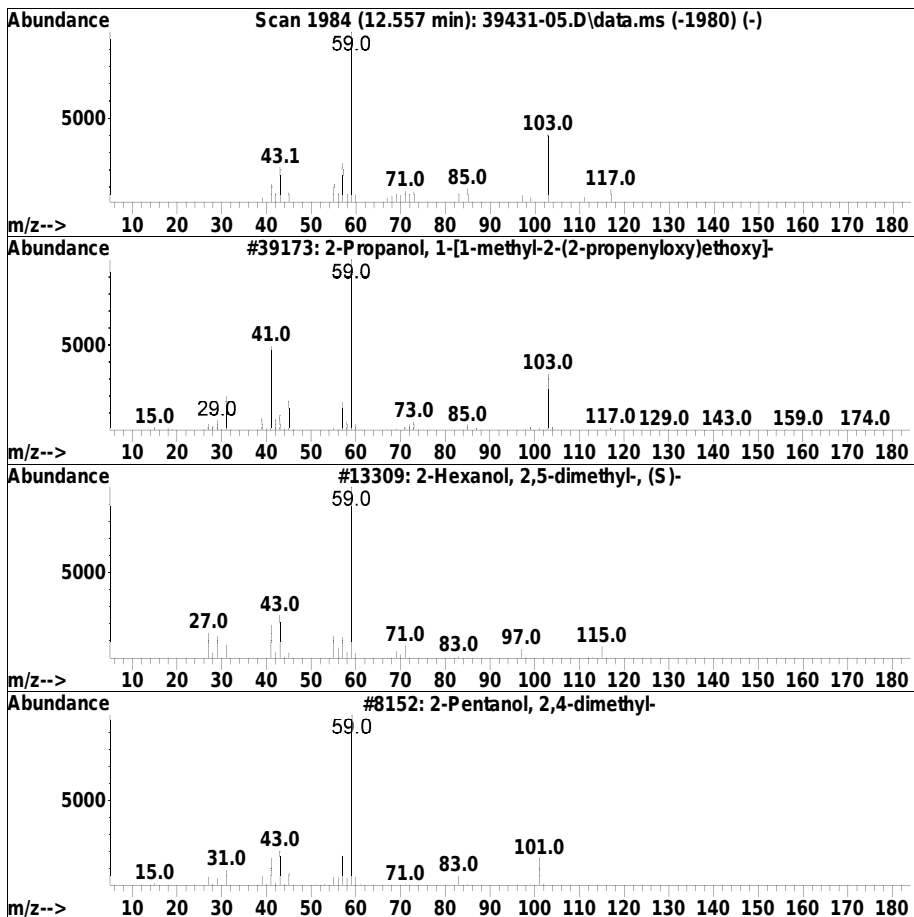 Abundance Scan 1984 (12.557 min): 39431-05.D\data.ms (-1980) (-)
59.0
5000
103.0
43.1
71.0 85.0 117.0
m/z--> 10 20 30 40 50 60 70 80 90 100 110 120 130 140 150 160 170 180
Abundance #39173: 2-Propanol, 1-[1-methyl-2-(2-propenyloxy)ethoxy]-
59.0
41.0
5000
103.0
15.0 29.0 73.0 85.0 117.0 129.0 143.0 159.0 174.0
m/z--> 10 20 30 40 50 60 70 80 90 100 110 120 130 140 150 160 170 180
Abundance #13309: 2-Hexanol, 2,5-dimethyl-, (S)-
59.0
5000
43.0
27.0 71.0 83.0 97.0 115.0
m/z--> 10 20 30 40 50 60 70 80 90 100 110 120 130 140 150 160 170 180
Abundance #8152: 2-Pentanol, 2,4-dimethyl-
59.0
5000
43.0
15.0 31.0 71.0 83.0 101.0
m/z--> 10 20 30 40 50 60 70 80 90 100 110 120 130 140 150 160 170 180